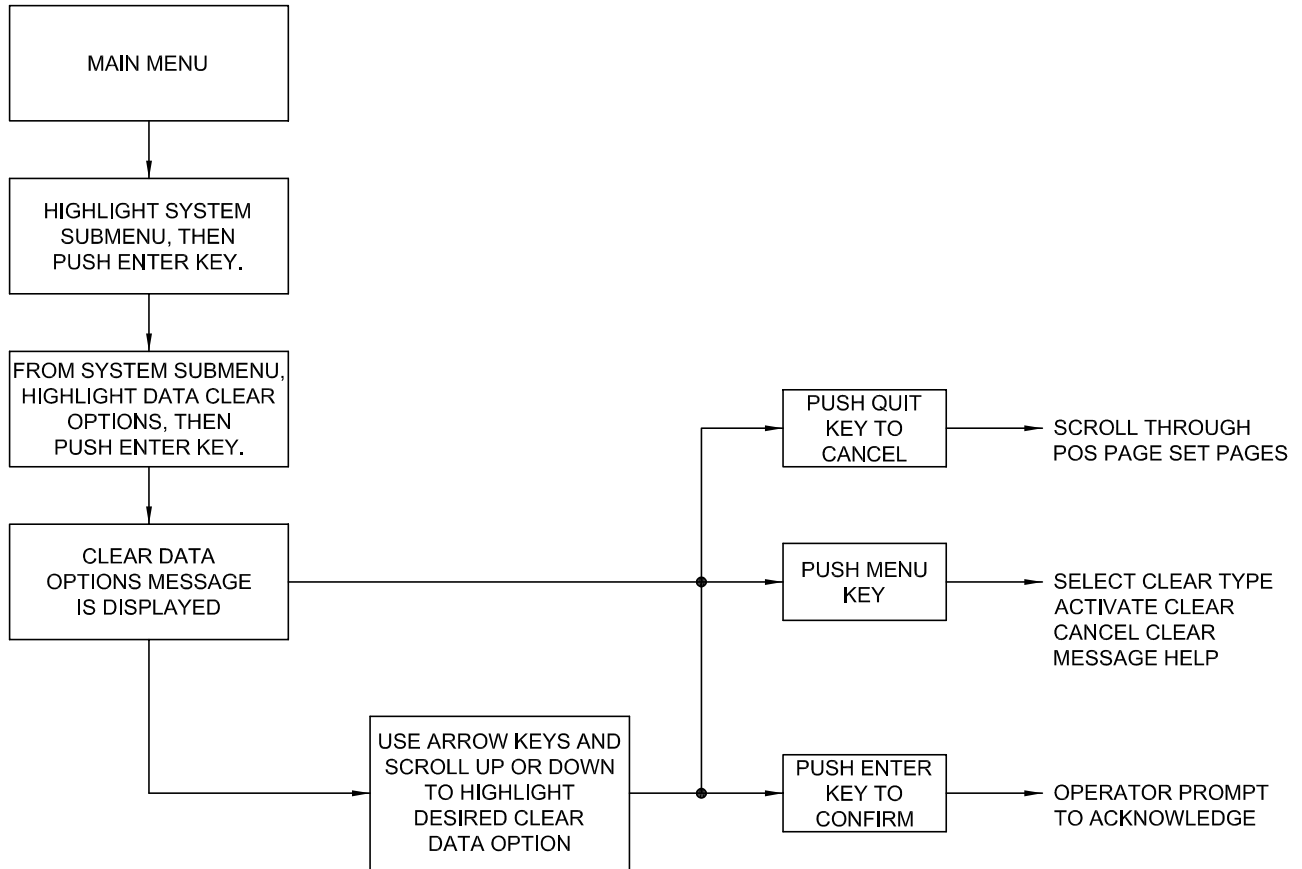 MAIN MENU
HIGHLIGHT SYSTEM
SUBMENU, THEN
PUSH ENTER KEY.
FROM SYSTEM SUBMENU,
HIGHLIGHT DATA CLEAR
OPTIONS, THEN
PUSH ENTER KEY.
CLEAR DATA
OPTIONS MESSAGE
IS DISPLAYED
USE ARROW KEYS AND
SCROLL UP OR DOWN
TO HIGHLIGHT
DESIRED CLEAR
DATA OPTION
PUSH QUIT
KEY TO
CANCEL
SCROLL THROUGH
POS PAGE SET PAGES
PUSH MENU
KEY
SELECT CLEAR TYPE
ACTIVATE CLEAR
CANCEL CLEAR
MESSAGE HELP
PUSH ENTER
KEY TO
CONFIRM
OPERATOR PROMPT
TO ACKNOWLEDGE